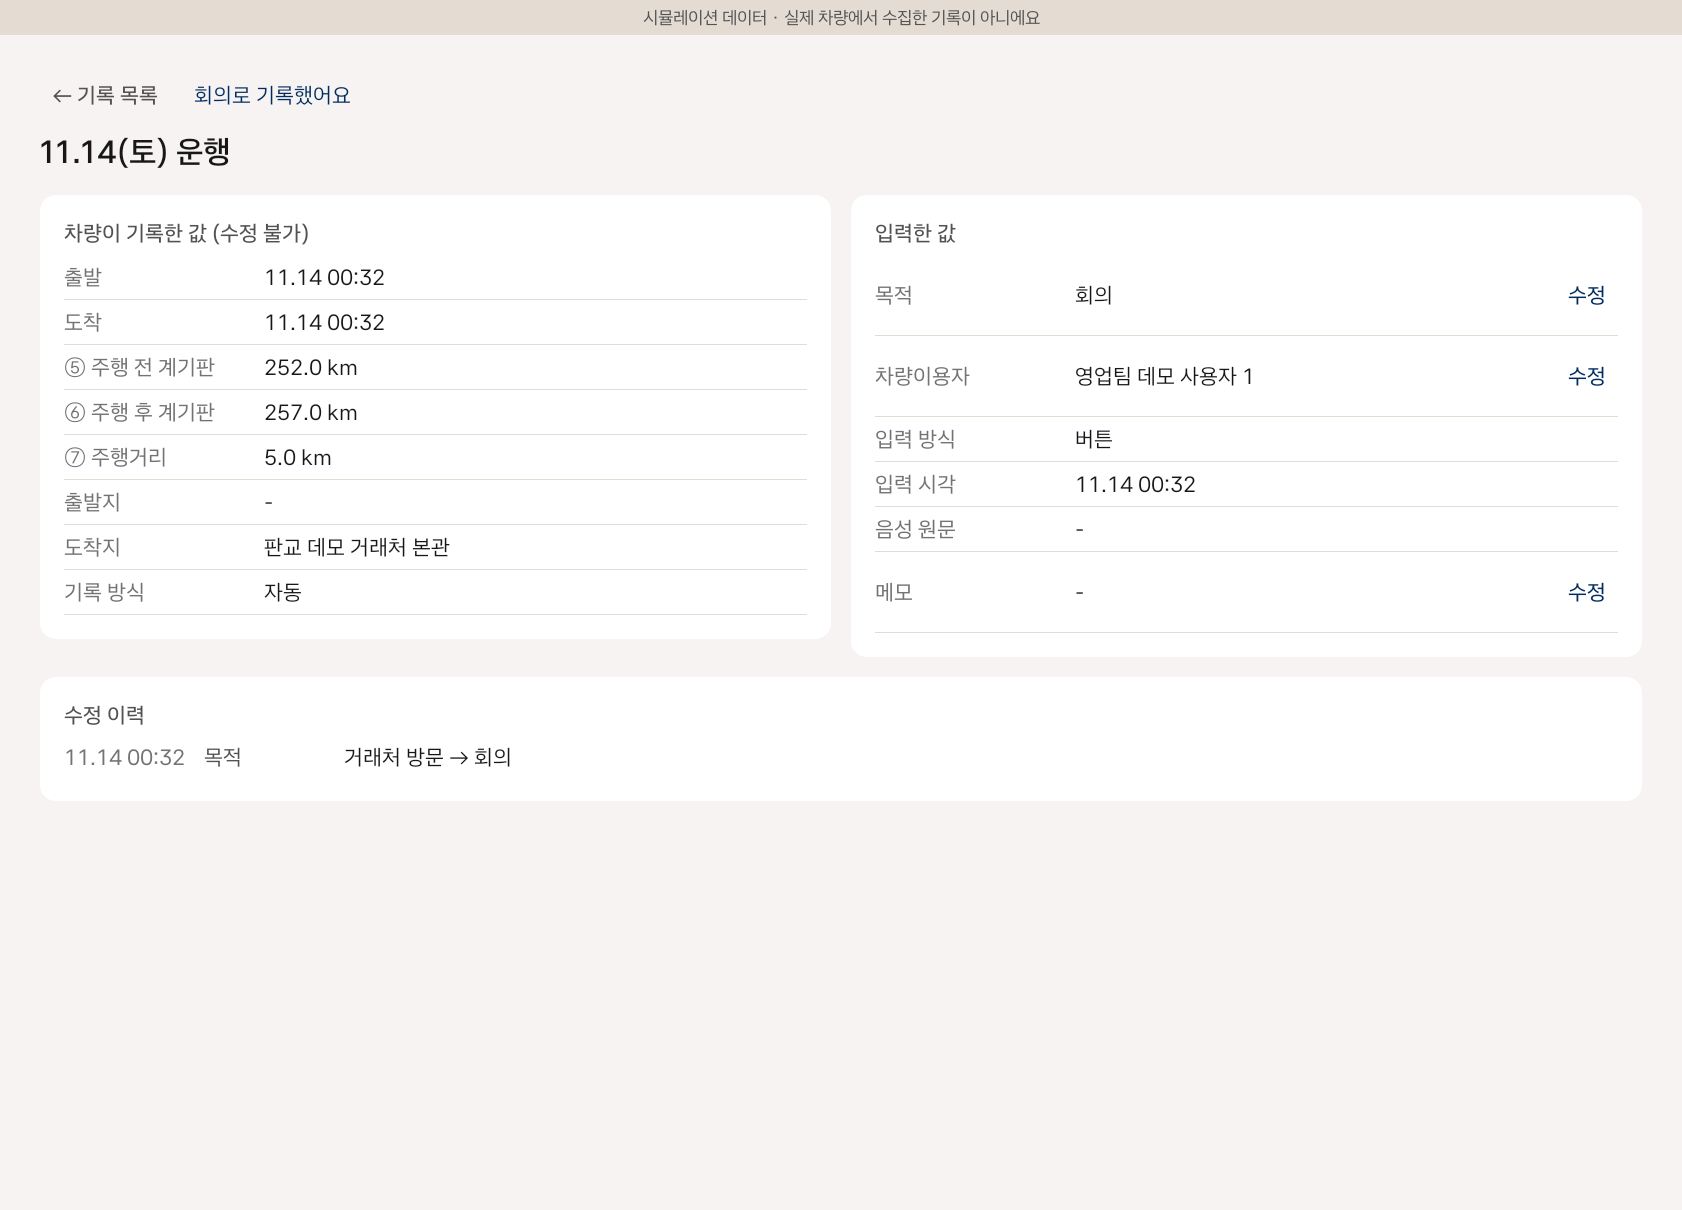 시뮬레이션 데이터 · 실제 차량에서 수집한 기록이 아니에요
← 기록 목록 회의로 기록했어요
11.14(토) 운행
차량이 기록한 값 (수정 불가)
출발 11.14 00:32
도착 11.14 00:32
⑤ 주행 전 계기판 252.0 km
⑥ 주행 후 계기판 257.0 km
⑦ 주행거리 5.0 km
출발지 -
도착지 판교 데모 거래처 본관
기록 방식 자동
입력한 값
목적 회의 수정
차량이용자 영업팀 데모 사용자 1 수정
입력 방식 버튼
입력 시각 11.14 00:32
음성 원문 -
메모 - 수정
수정 이력
11.14 00:32 목적 거래처 방문 → 회의